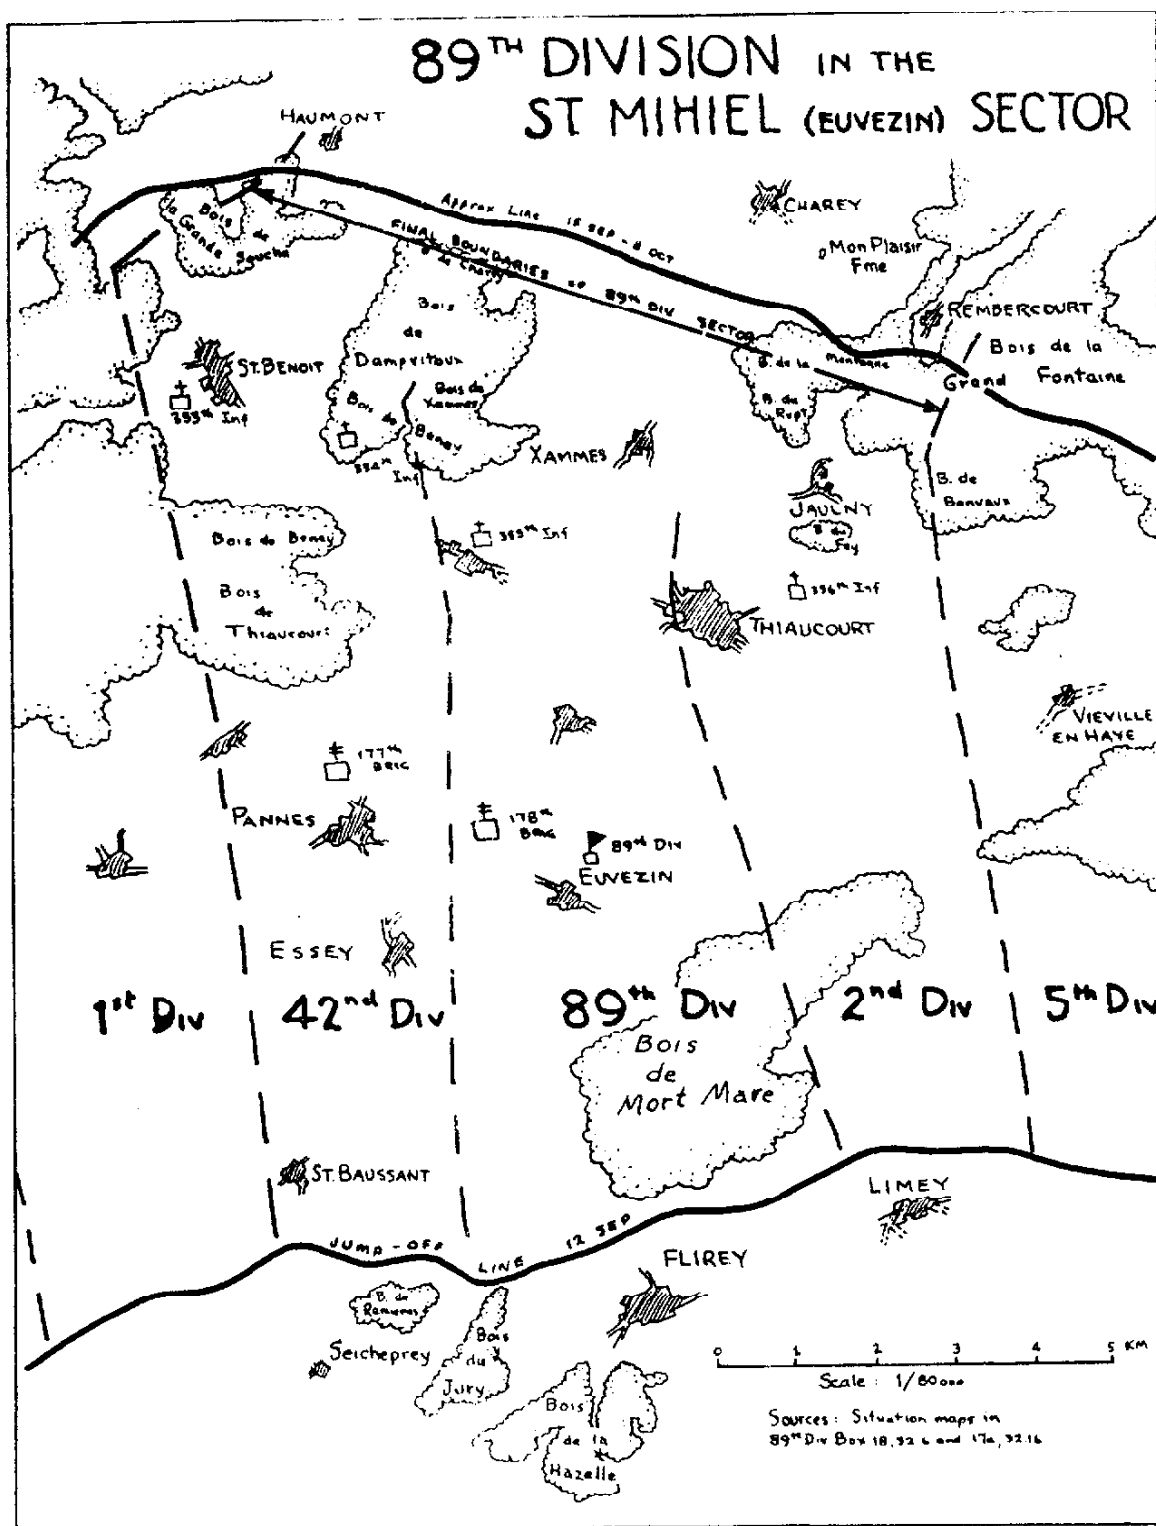 89TH DIVISION IN THE
ST MIHIEL (EUVEZIN) SECTOR
HAUMONT
CHAREY
Mon Plaisir
Fme
Approx Line 15 SEP - 8 OCT
FINAL BOUNDARIES OF 89th DIV SECTOR
Bois de
la Grande Souche
B de Charey
REMBERCOURT
Bois de la
Grand Fontaine
Bois
de
Dampvitoux
ST. BENOIT
353th Inf
Bois de
Xammes
Bois de
Beney
354th
Inf
B. de la Montanne
B. du
Rupt
XAMMES
JAULNY
B. du
Fey
B. de
Bonvaux
355th Inf
356th Inf
Bois de Beney
Bois
de
Thiaucourt
THIAUCOURT
VIEVILLE
EN HAYE
177th
BRIG
PANNES
178th
BRIG
89th DIV
EUVEZIN
ESSEY
1st DIV
42nd DIV
89th DIV
2nd DIV
5th DIV
Bois
de
Mort Mare
ST. BAUSSANT
LIMEY
JUMP-OFF LINE 12 SEP
FLIREY
B. de
Remieres
Seicheprey
Bois
du
Jury
Bois
de la
Hazelle
0 1 2 3 4 5 KM
Scale : 1/80000
Sources : Situation maps in
89th Div Box 18, 32.6 and 17a, 32.16